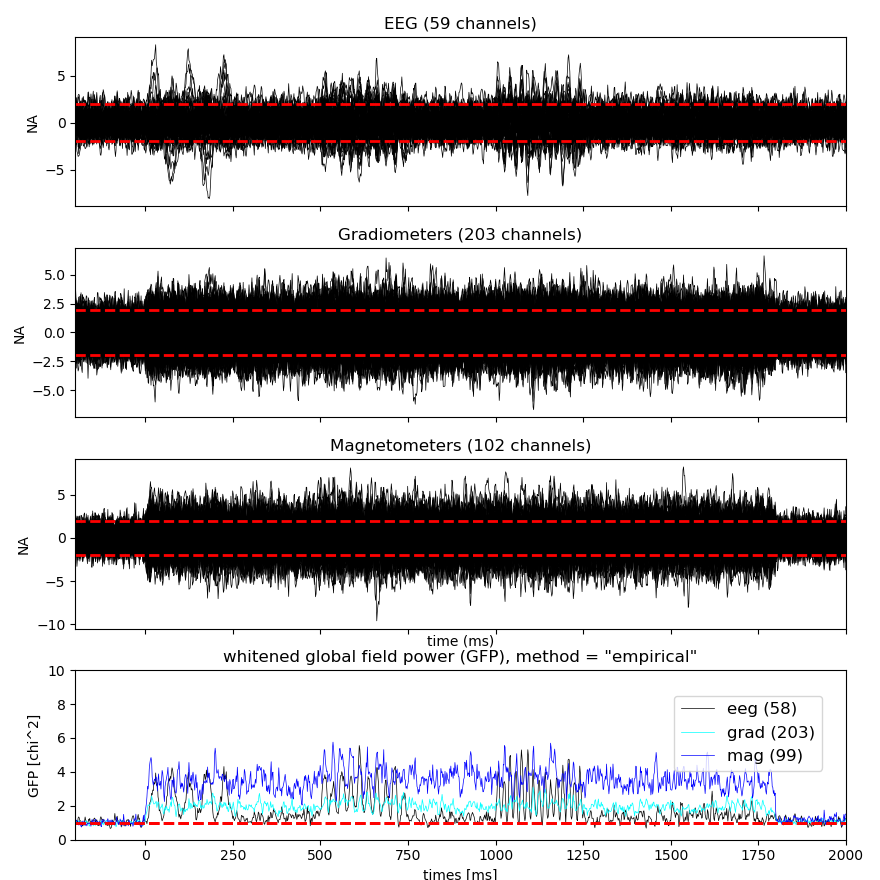 EEG (59 channels)
NA
5
0
−5
Gradiometers (203 channels)
NA
5.0
2.5
0.0
−2.5
−5.0
Magnetometers (102 channels)
NA
5
0
−5
−10
time (ms)
whitened global field power (GFP), method = "empirical"
GFP [chi^2]
10
8
6
4
2
0
eeg (58)
grad (203)
mag (99)
0 250 500 750 1000 1250 1500 1750 2000
times [ms]